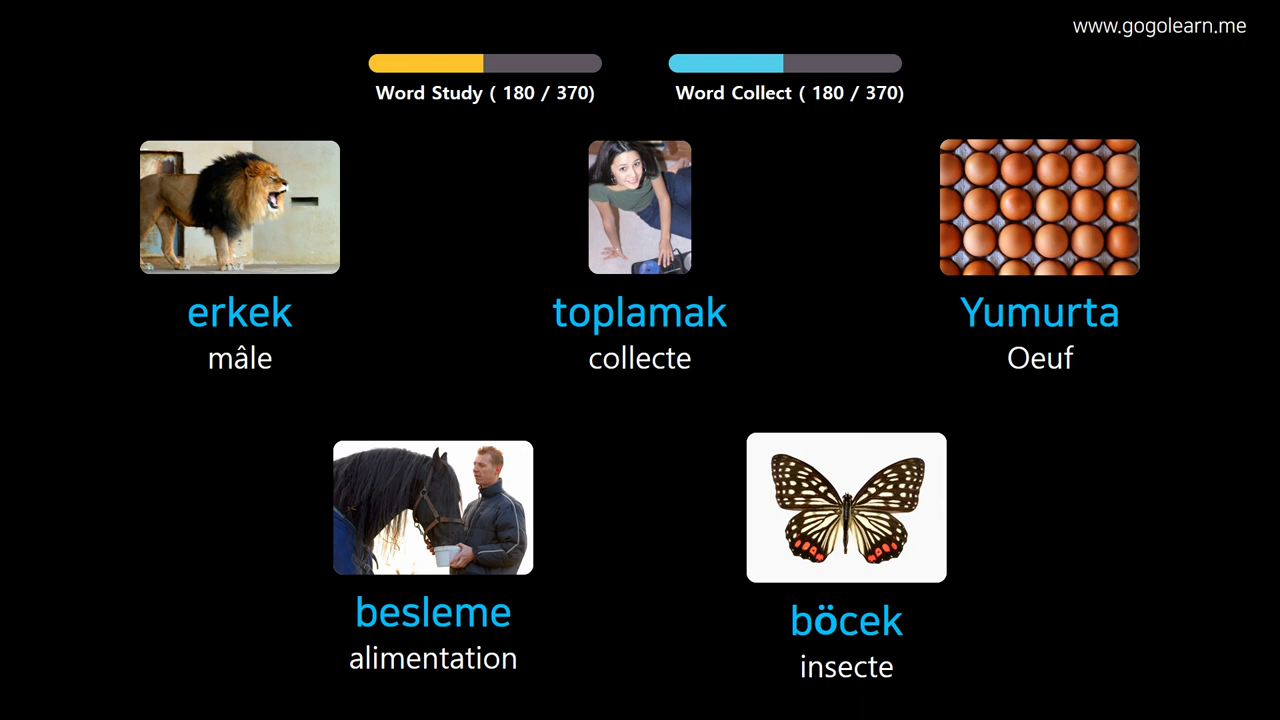 www.gogolearn.me
Word Study ( 180 / 370)
Word Collect ( 180 / 370)
erkek
mâle
toplamak
collecte
Yumurta
Oeuf
besleme
alimentation
böcek
insecte